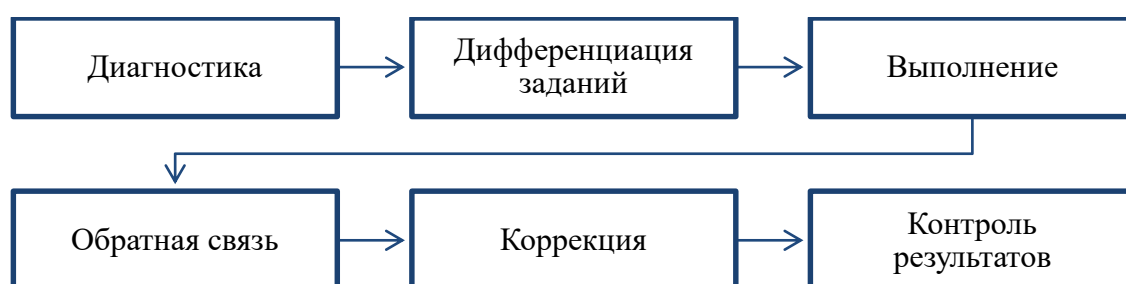 Диагностика
Дифференциация
заданий
Выполнение
Обратная связь
Коррекция
Контроль
результатов